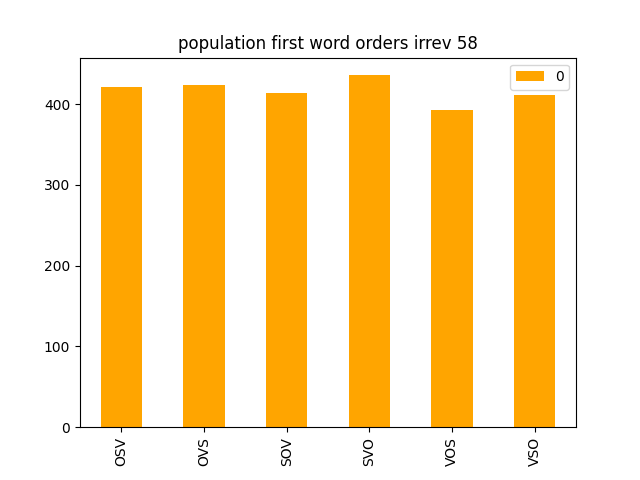 population first word orders irrev 58
0
400
300
200
100
0
OSV
OVS
SOV
SVO
VOS
VSO